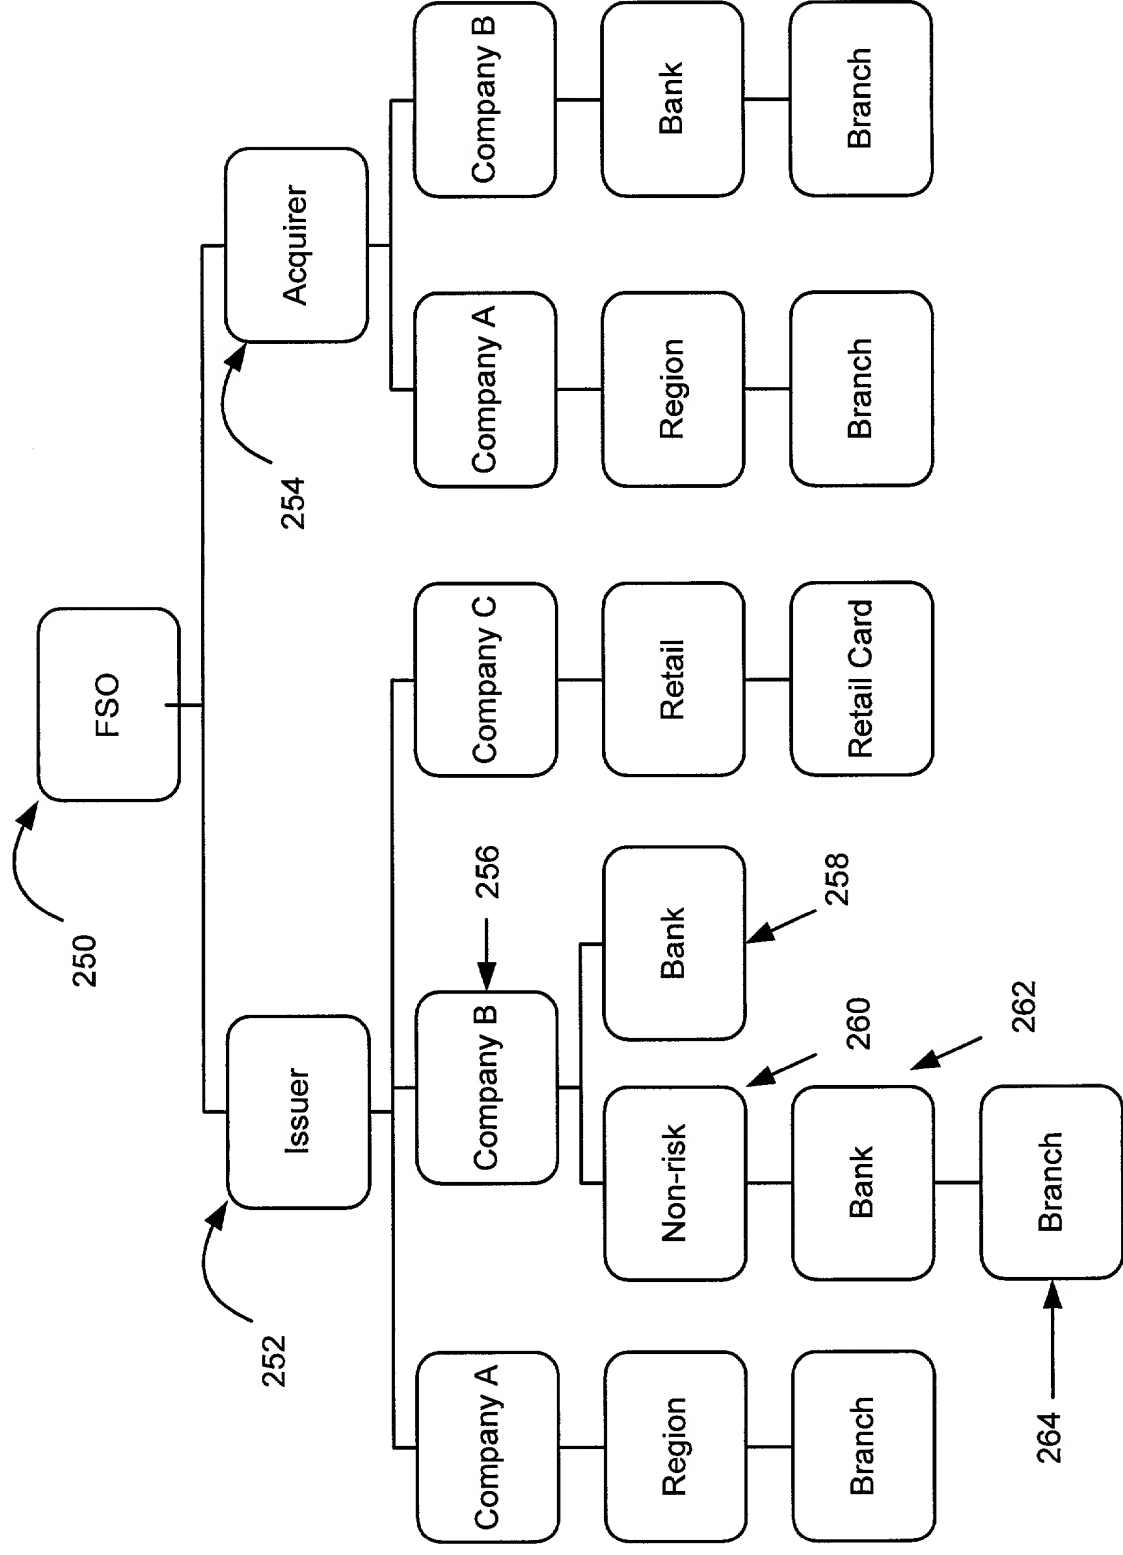 250
FSO
252
Issuer
254
Acquirer
Company A
Company B
256
Company C
Company A
Company B
Region
Non-risk
260
Bank
258
Retail
Region
Bank
Branch
Bank
262
Retail Card
Branch
Branch
264
Branch